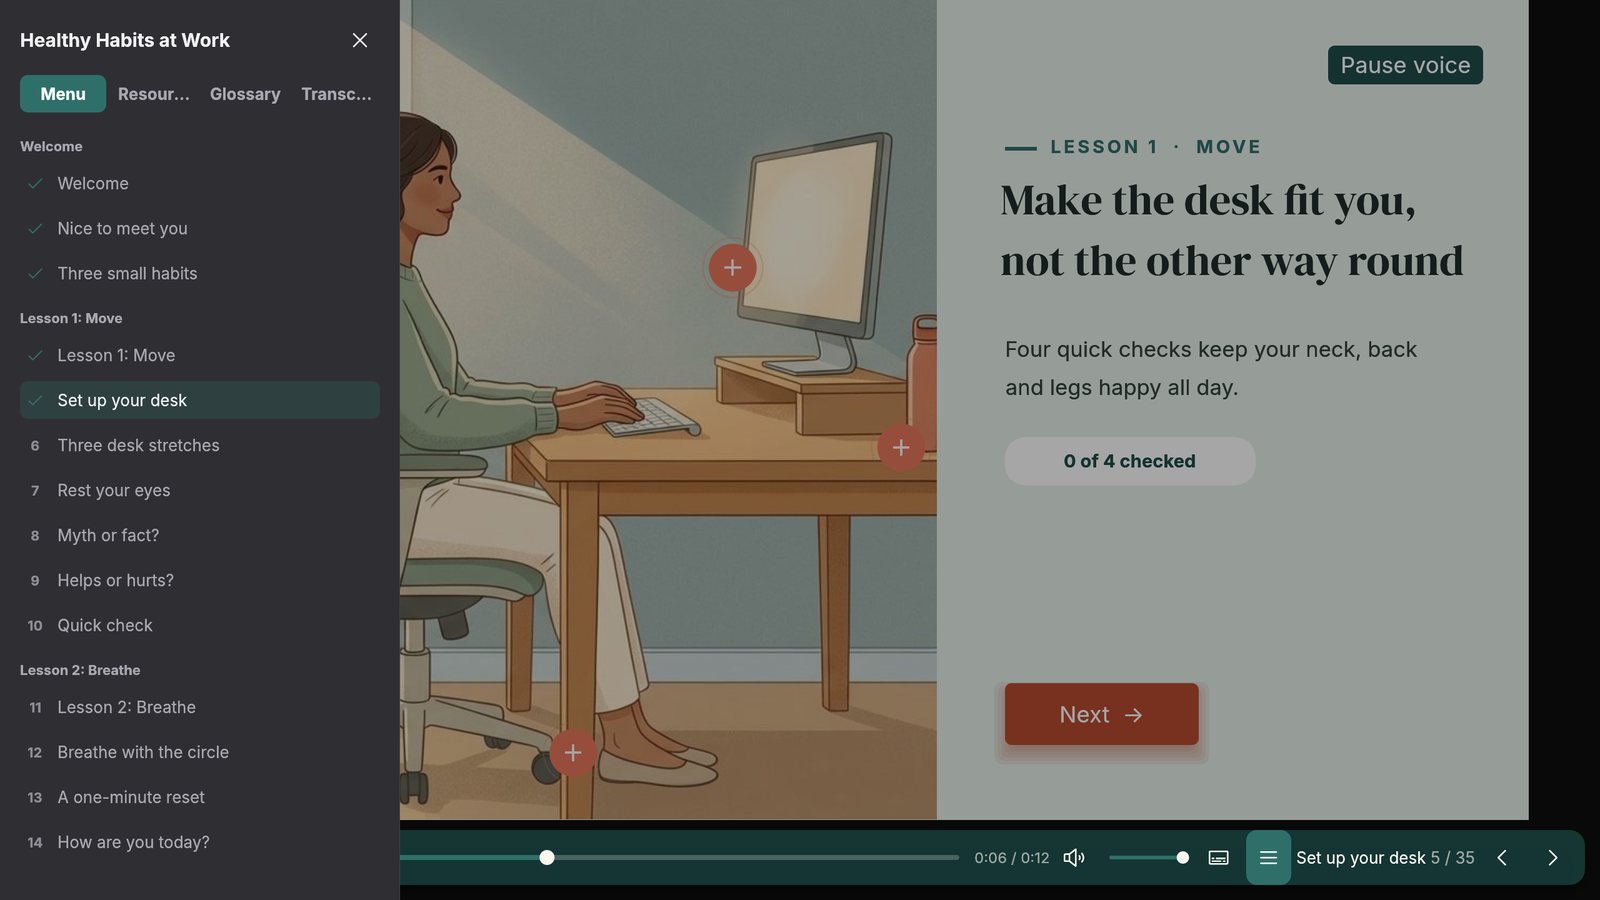 Healthy Habits at Work
Menu
Resour...
Glossary
Transc...
Welcome
Welcome
Nice to meet you
Three small habits
Lesson 1: Move
Lesson 1: Move
Set up your desk
6 Three desk stretches
7 Rest your eyes
8 Myth or fact?
9 Helps or hurts?
10 Quick check
Lesson 2: Breathe
11 Lesson 2: Breathe
12 Breathe with the circle
13 A one-minute reset
14 How are you today?
Pause voice
LESSON 1 · MOVE
Make the desk fit you,
not the other way round
Four quick checks keep your neck, back
and legs happy all day.
0 of 4 checked
Next →
0:06 / 0:12
Set up your desk 5 / 35